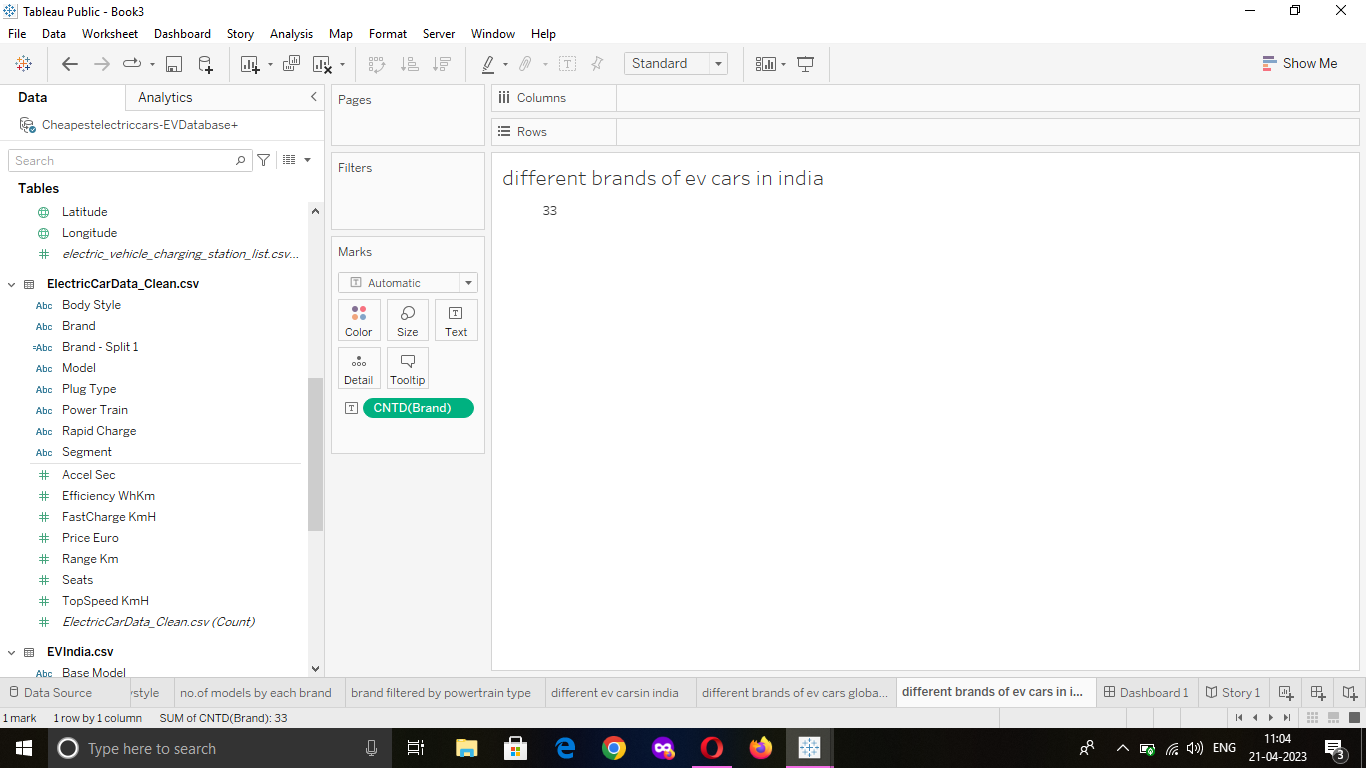 Tableau Public - Book3
File Data Worksheet Dashboard Story Analysis Map Format Server Window Help
Standard
Show Me
Data Analytics
Cheapestelectriccars-EVDatabase+
Search
Tables
Latitude
Longitude
electric_vehicle_charging_station_list.csv...
ElectricCarData_Clean.csv
Abc Body Style
Abc Brand
=Abc Brand - Split 1
Abc Model
Abc Plug Type
Abc Power Train
Abc Rapid Charge
Abc Segment
# Accel Sec
# Efficiency WhKm
# FastCharge KmH
# Price Euro
# Range Km
# Seats
# TopSpeed KmH
# ElectricCarData_Clean.csv (Count)
EVIndia.csv
Abc Base Model
Pages
Filters
Marks
T Automatic
Color Size Text
Detail Tooltip
T CNTD(Brand)
Columns
Rows
different brands of ev cars in india
33
Data Source ystyle no.of models by each brand brand filtered by powertrain type different ev carsin india different brands of ev cars globa... different brands of ev cars in i... Dashboard 1 Story 1
1 mark 1 row by 1 column SUM of CNTD(Brand): 33
Type here to search
ENG
11:04
21-04-2023
3